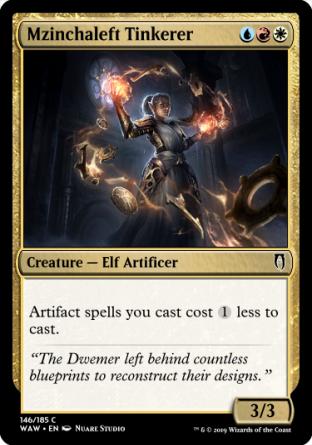 Mzinchaleft Tinkerer
Creature — Elf Artificer
Artifact spells you cast cost 1 less to
cast.
“The Dwemer left behind countless
blueprints to reconstruct their designs.”
3/3
146/185 C
WAW • EN Nuare Studio
™ & © 2019 Wizards of the Coast